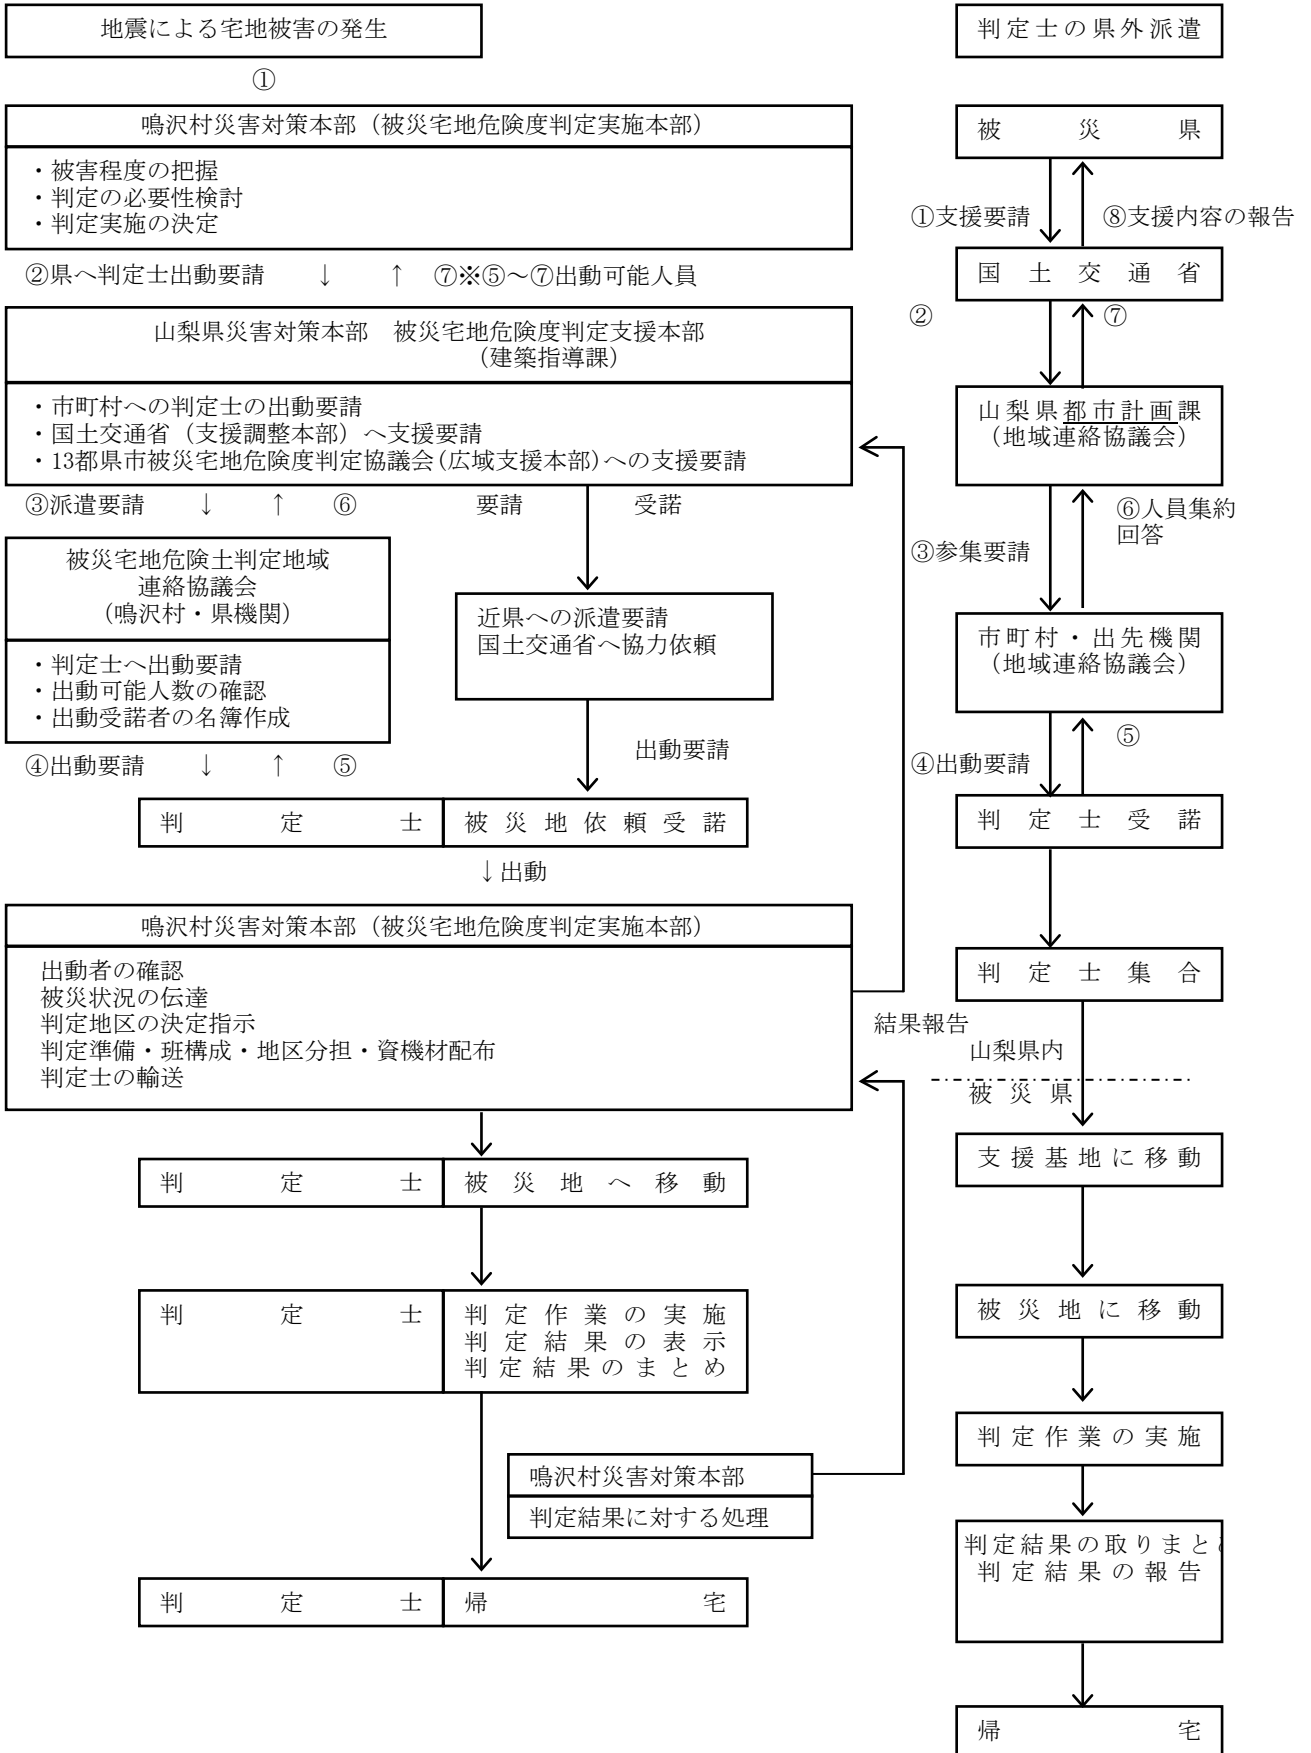 地震による宅地被害の発生
①
鳴沢村災害対策本部（被災宅地危険度判定実施本部）
・被害程度の把握
・判定の必要性検討
・判定実施の決定
②県へ判定士出動要請 ↓ ↑ ⑦※⑤～⑦出動可能人員
山梨県災害対策本部 被災宅地危険度判定支援本部
（建築指導課）
・市町村への判定士の出動要請
・国土交通省（支援調整本部）へ支援要請
・13都県市被災宅地危険度判定協議会(広域支援本部)への支援要請
③派遣要請 ↓ ↑ ⑥ 要請 受諾
被災宅地危険土判定地域
連絡協議会
（鳴沢村・県機関）
・判定士へ出動要請
・出動可能人数の確認
・出動受諾者の名簿作成
近県への派遣要請
国土交通省へ協力依頼
④出動要請 ↓ ↑ ⑤
出動要請
判定士 被災地依頼受諾
↓出動
鳴沢村災害対策本部（被災宅地危険度判定実施本部）
出動者の確認
被災状況の伝達
判定地区の決定指示
判定準備・班構成・地区分担・資機材配布
判定士の輸送
結果報告
判定士 被災地へ移動
判定士 判定作業の実施
判定結果の表示
判定結果のまとめ
鳴沢村災害対策本部
判定結果に対する処理
判定士 帰宅
判定士の県外派遣
被災県
①支援要請 ⑧支援内容の報告
国土交通省
② ⑦
山梨県都市計画課
（地域連絡協議会）
⑥人員集約
回答
③参集要請
市町村・出先機関
（地域連絡協議会）
⑤
④出動要請
判定士受諾
判定士集合
山梨県内
被災県
支援基地に移動
被災地に移動
判定作業の実施
判定結果の取りまと
判定結果の報告
帰宅